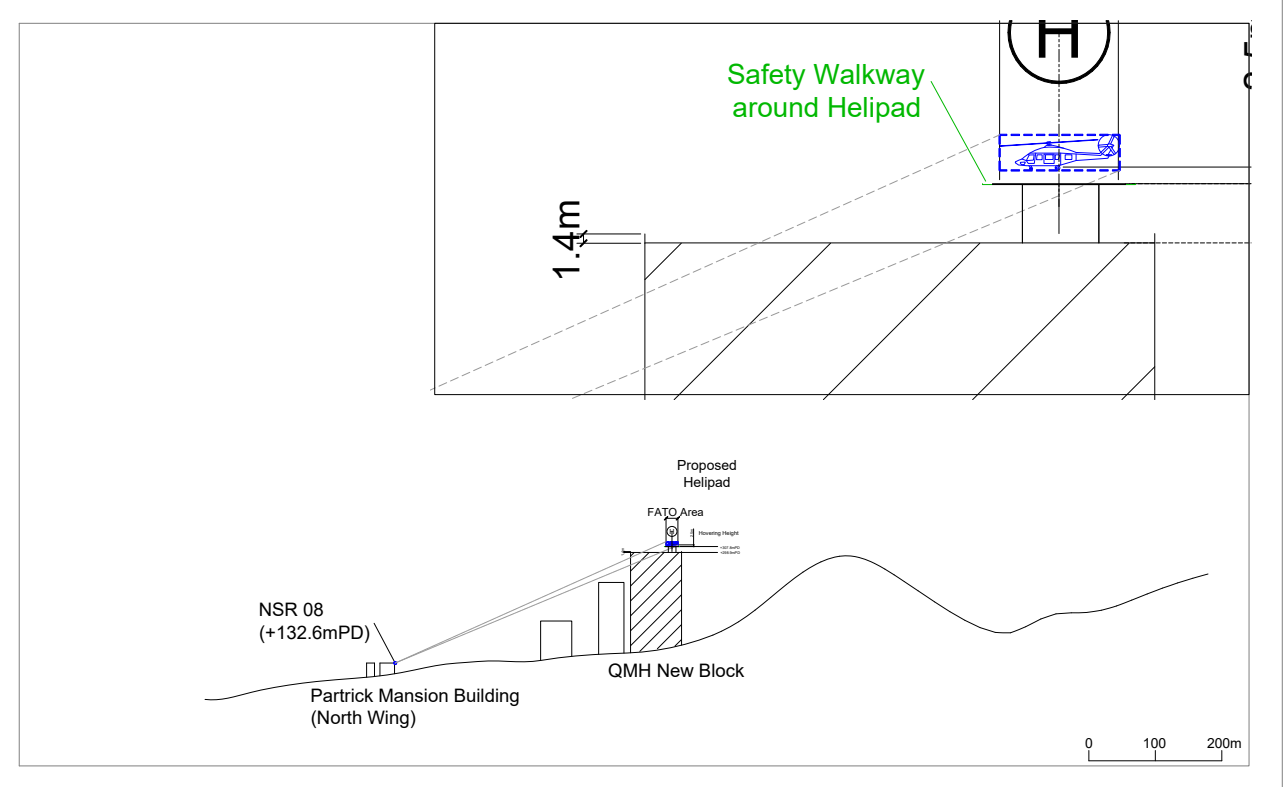 H
Safety Walkway
around Helipad
1.4m
Proposed
Helipad
FATO Area
H
Hovering Height
NSR 08
(+132.6mPD)
QMH New Block
Partrick Mansion Building
(North Wing)
0 100 200m